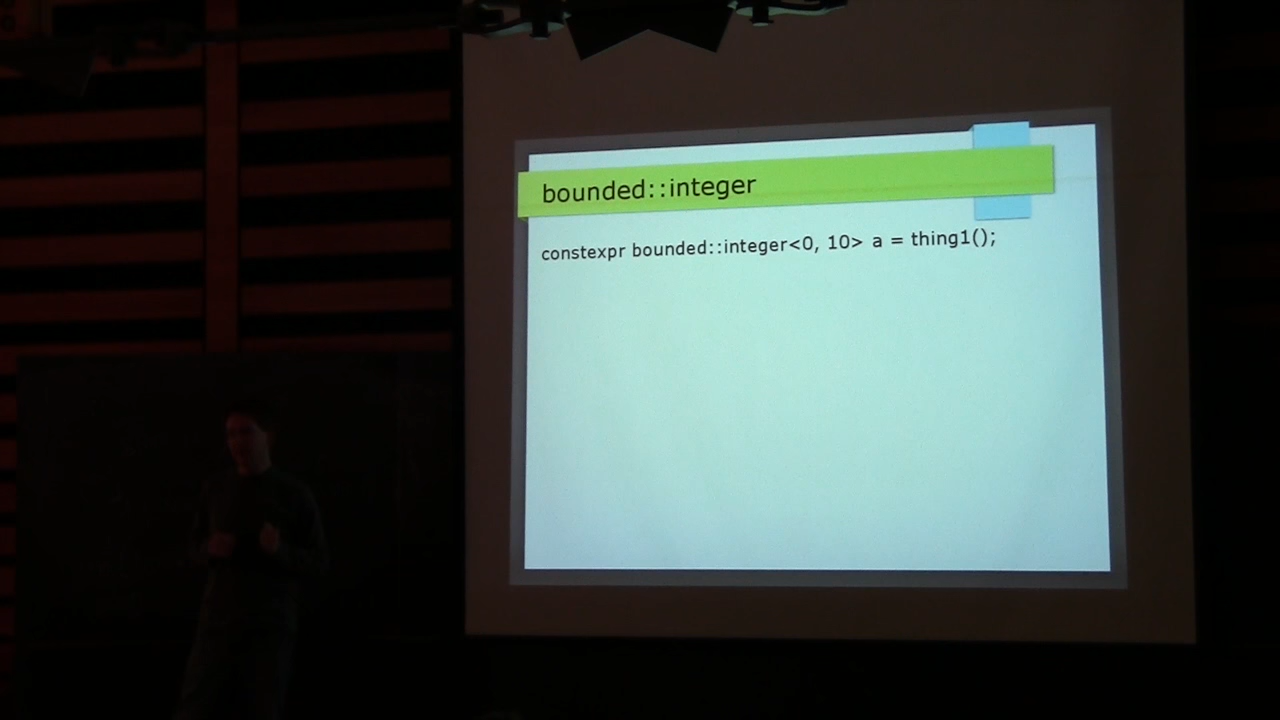 bounded::integer
constexpr bounded::integer<0, 10> a = thing1();